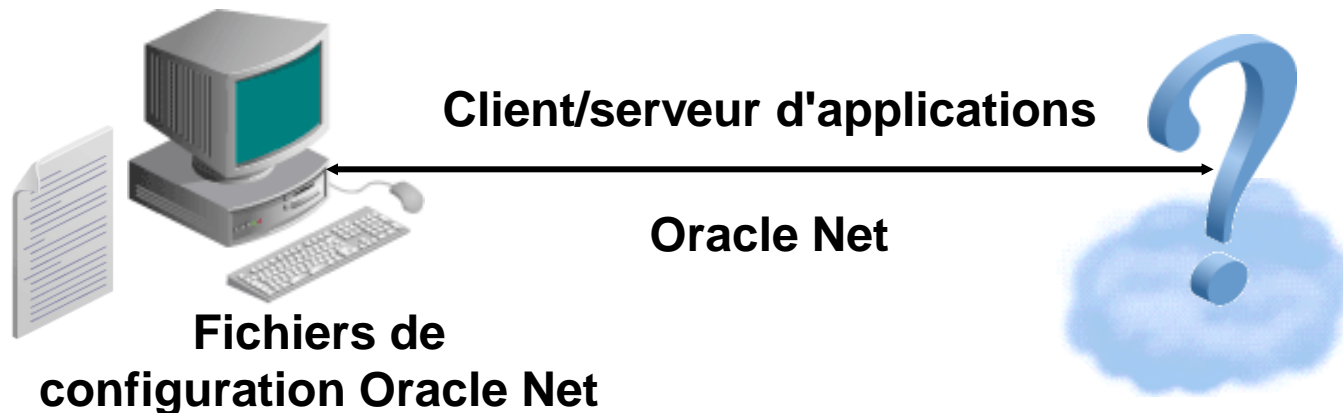 Client/serveur d'applications
Oracle Net
Fichiers de
configuration Oracle Net